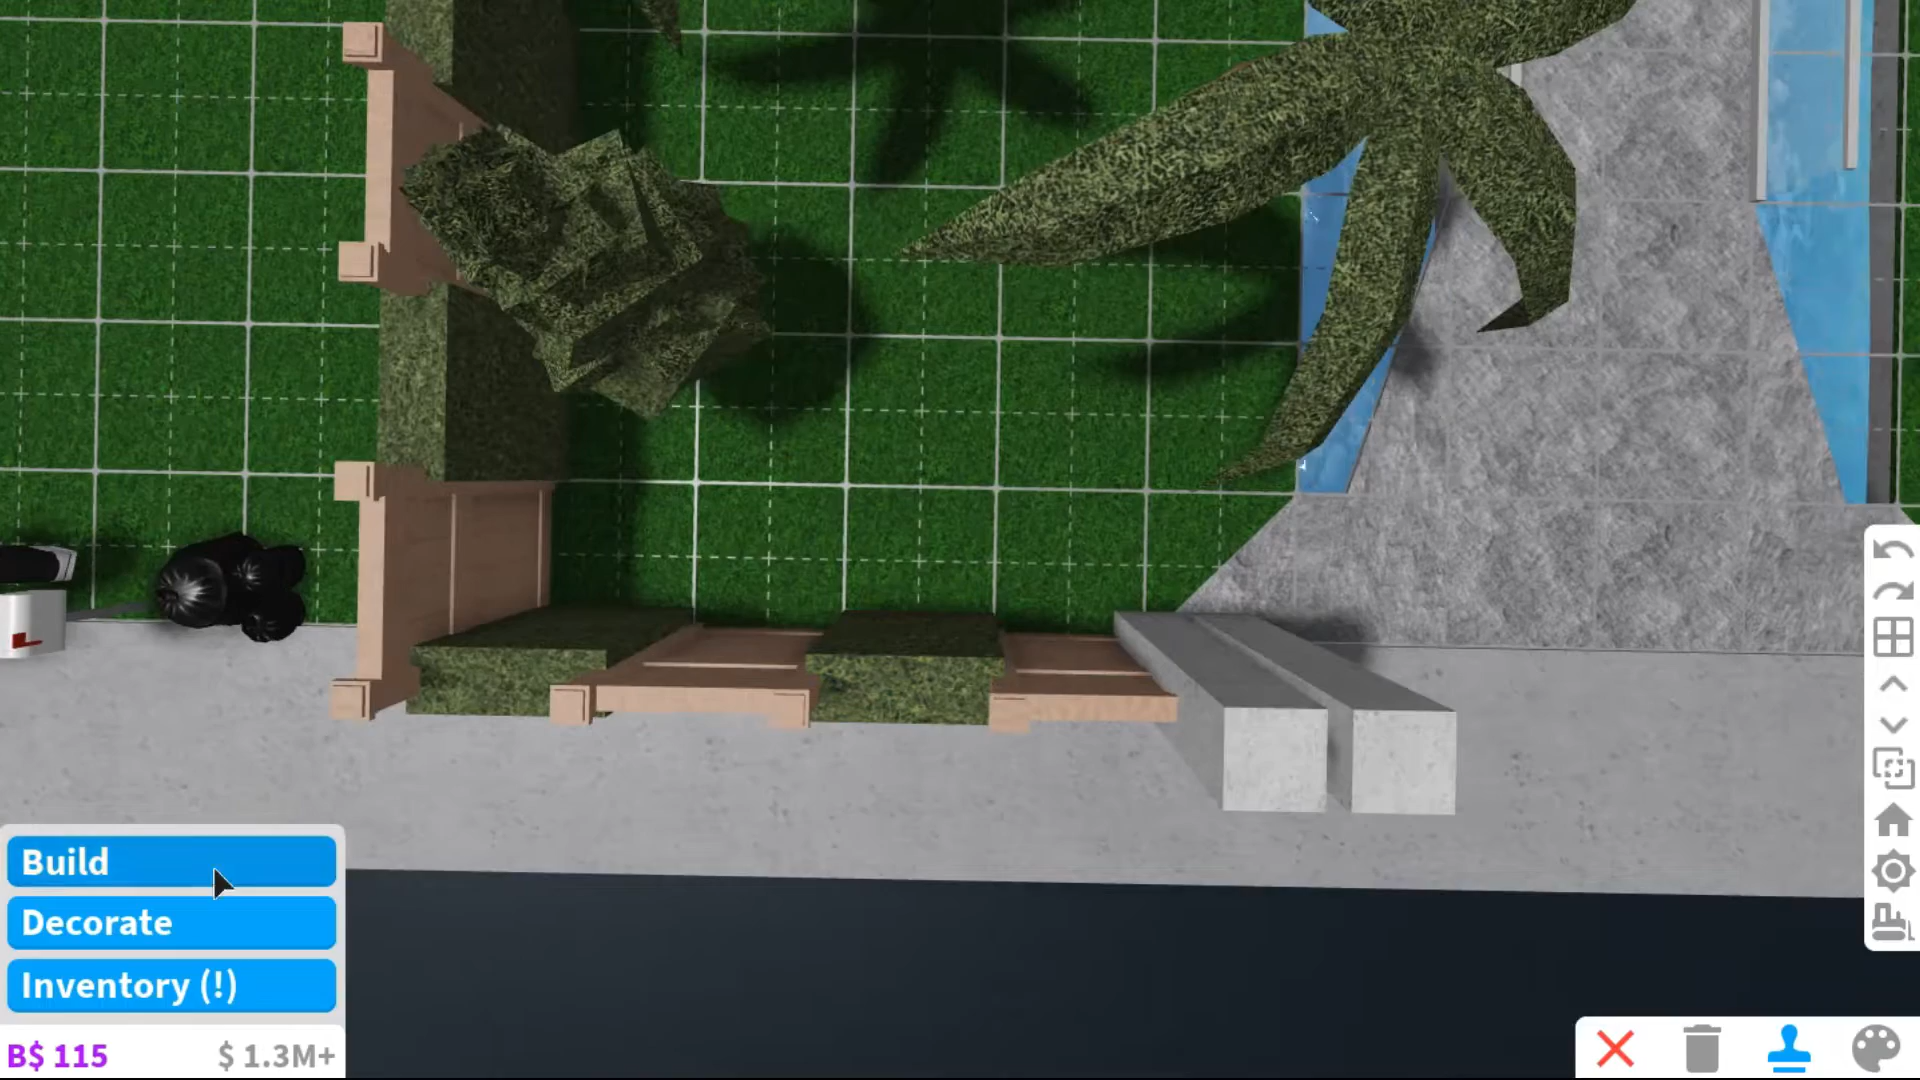 Build
Decorate
Inventory (!)
B$ 115 $ 1.3M+